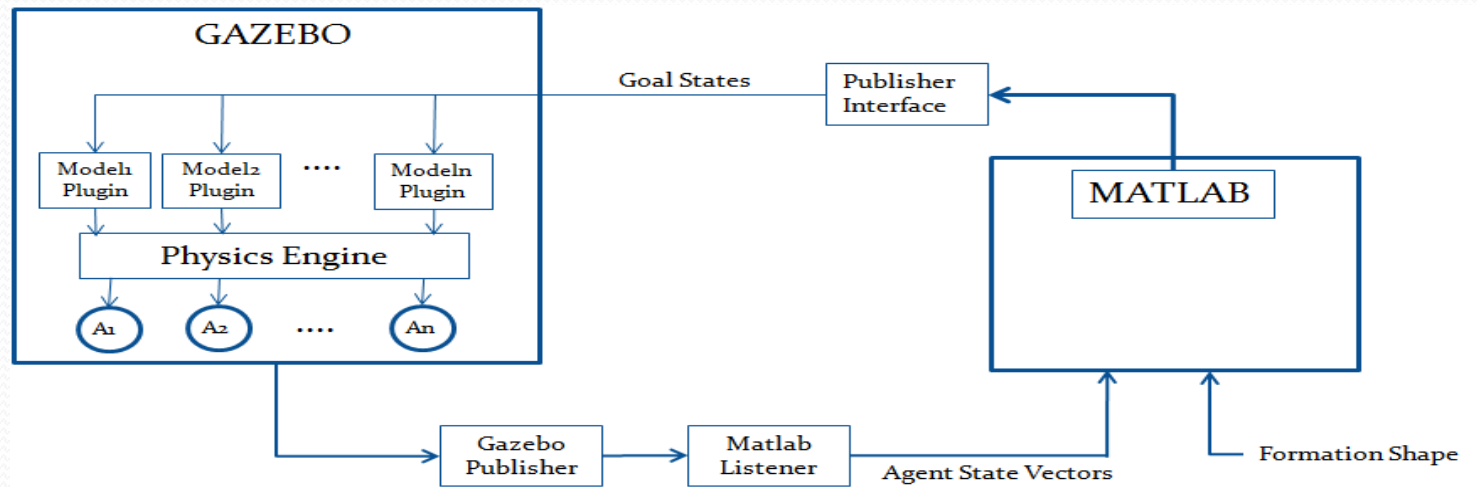 GAZEBO
Goal States
Publisher
Interface
Model1
Plugin
Model2
Plugin
....
Modeln
Plugin
MATLAB
Physics Engine
A1
A2
....
An
Gazebo
Publisher
Matlab
Listener
Agent State Vectors
Formation Shape